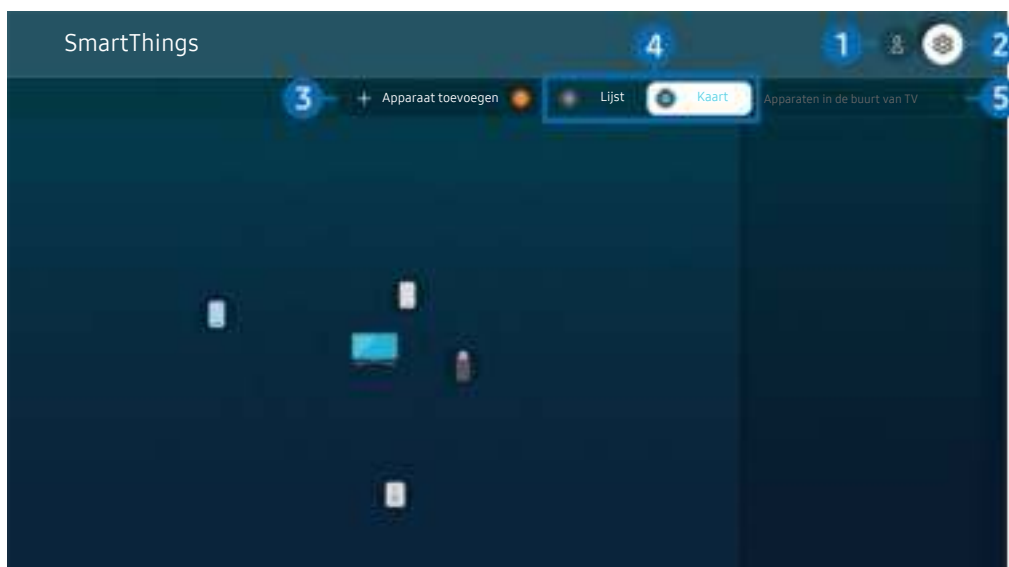 SmartThings
4
1
2
3
Apparaat toevoegen
Lijst
Kaart
Apparaten in de buurt van TV
5